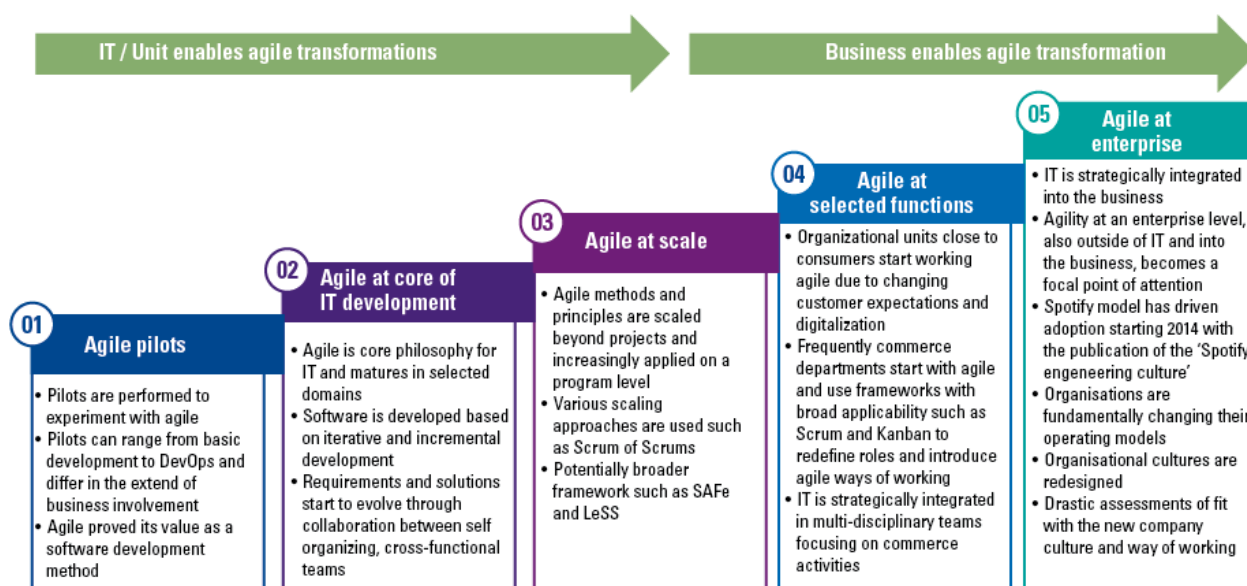 IT / Unit enables agile transformations
Business enables agile transformation
01
Agile pilots
• Pilots are performed to
experiment with agile
• Pilots can range from basic
development to DevOps and
differ in the extend of
business involvement
• Agile proved its value as a
software development
method
02
Agile at core of
IT development
• Agile is core philosophy for
IT and matures in selected
domains
• Software is developed based
on iterative and incremental
development
• Requirements and solutions
start to evolve through
collaboration between self
organizing, cross-functional
teams
03
Agile at scale
• Agile methods and
principles are scaled
beyond projects and
increasingly applied on a
program level
• Various scaling
approaches are used such
as Scrum of Scrums
• Potentially broader
framework such as SAFe
and LeSS
04
Agile at
selected functions
• Organizational units close to
consumers start working
agile due to changing
customer expectations and
digitalization
• Frequently commerce
departments start with agile
and use frameworks with
broad applicability such as
Scrum and Kanban to
redefine roles and introduce
agile ways of working
• IT is strategically integrated
in multi-disciplinary teams
focusing on commerce
activities
05
Agile at
enterprise
• IT is strategically integrated
into the business
• Agility at an enterprise level,
also outside of IT and into
the business, becomes a
focal point of attention
• Spotify model has driven
adoption starting 2014 with
the publication of the ‘Spotify
engeneering culture’
• Organisations are
fundamentally changing their
operating models
• Organisational cultures are
redesigned
• Drastic assessments of fit
with the new company
culture and way of working